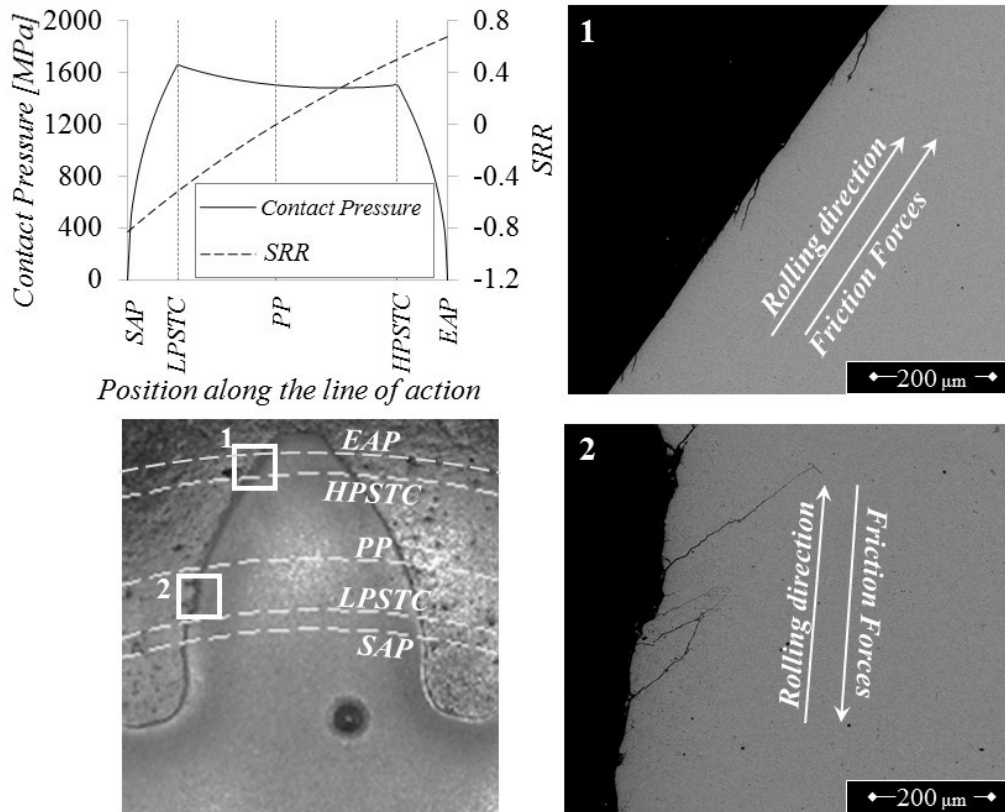 2000
1600
1200
800
400
0
Contact Pressure [MPa]
0.8
0.4
0
-0.4
-0.8
-1.2
SRR
Contact Pressure
SRR
SAP
LPSTC
PP
HPSTC
EAP
Position along the line of action
1
Rolling direction
Friction Forces
200 µm
1
EAP
HPSTC
PP
2
LPSTC
SAP
2
Rolling direction
Friction Forces
200 µm